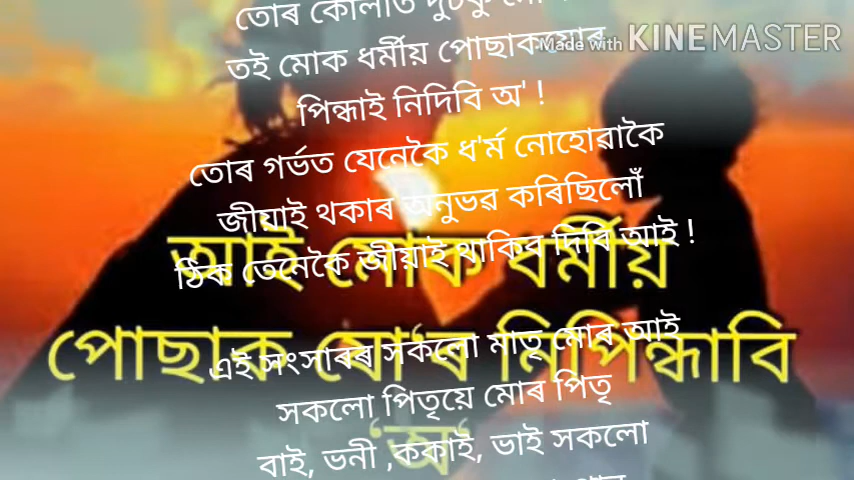 তোৰ কোলাত
তই মোক ধৰ্মীয় পোছাকযোৰ
পিন্ধাই নিদিবি অ' !
তোৰ গৰ্ভত যেনেকৈ ধ'ৰ্ম নোহোৱাকৈ
জীয়াই থকাৰ অনুভৱ কৰিছিলোঁ
ঠিক তেনেকৈ জীয়াই থাকিব দিবি আই !
এই সংসাৰৰ সকলো মাতৃ মোৰ আই
সকলো পিতৃয়ে মোৰ পিতৃ
বাই, ভনী ,ককাই, ভাই সকলো
আই মোক ধৰ্মীয়
পোছাক যো'ৰ নিপিন্ধাবি
‘অ‘
Made with KINEMASTER